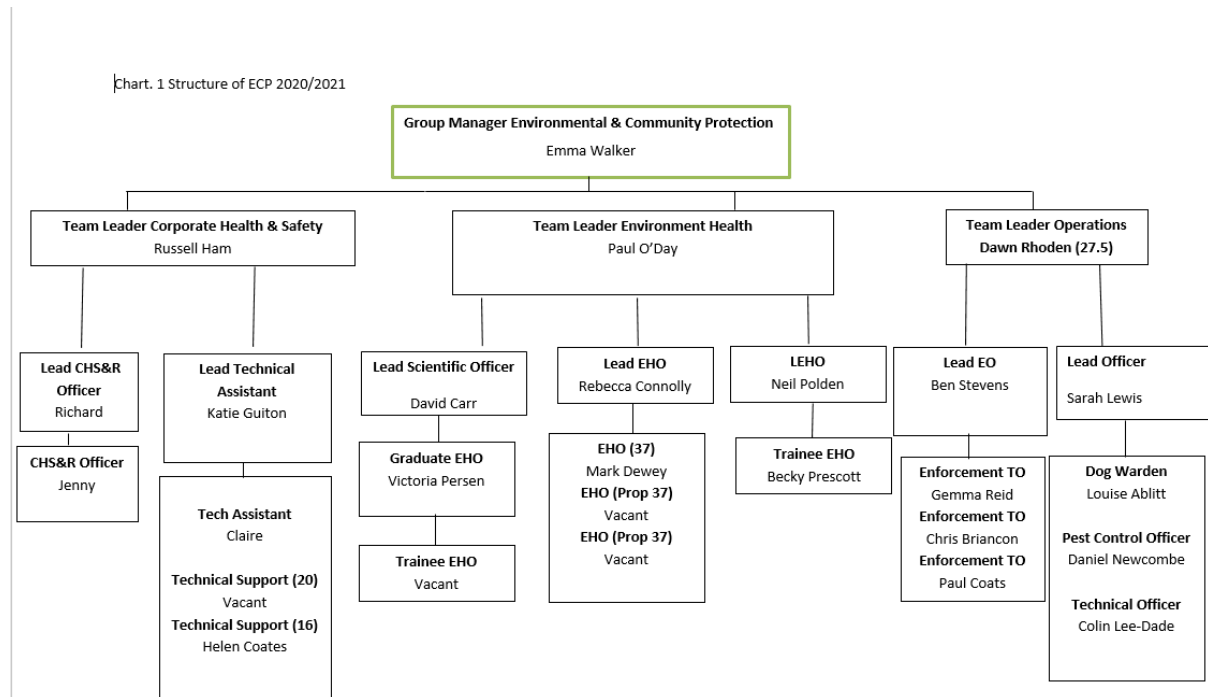 Chart. 1 Structure of ECP 2020/2021
Group Manager Environmental & Community Protection
Emma Walker
Team Leader Corporate Health & Safety
Russell Ham
Team Leader Environment Health
Paul O’Day
Team Leader Operations
Dawn Rhoden (27.5)
Lead CHS&R
Officer
Richard
CHS&R Officer
Jenny
Lead Technical
Assistant
Katie Guiton
Tech Assistant
Claire
Technical Support (20)
Vacant
Technical Support (16)
Helen Coates
Lead Scientific Officer
David Carr
Graduate EHO
Victoria Persen
Trainee EHO
Vacant
Lead EHO
Rebecca Connolly
EHO (37)
Mark Dewey
EHO (Prop 37)
Vacant
EHO (Prop 37)
Vacant
LEHO
Neil Polden
Trainee EHO
Becky Prescott
Lead EO
Ben Stevens
Enforcement TO
Gemma Reid
Enforcement TO
Chris Briancon
Enforcement TO
Paul Coats
Lead Officer
Sarah Lewis
Dog Warden
Louise Ablitt
Pest Control Officer
Daniel Newcombe
Technical Officer
Colin Lee-Dade